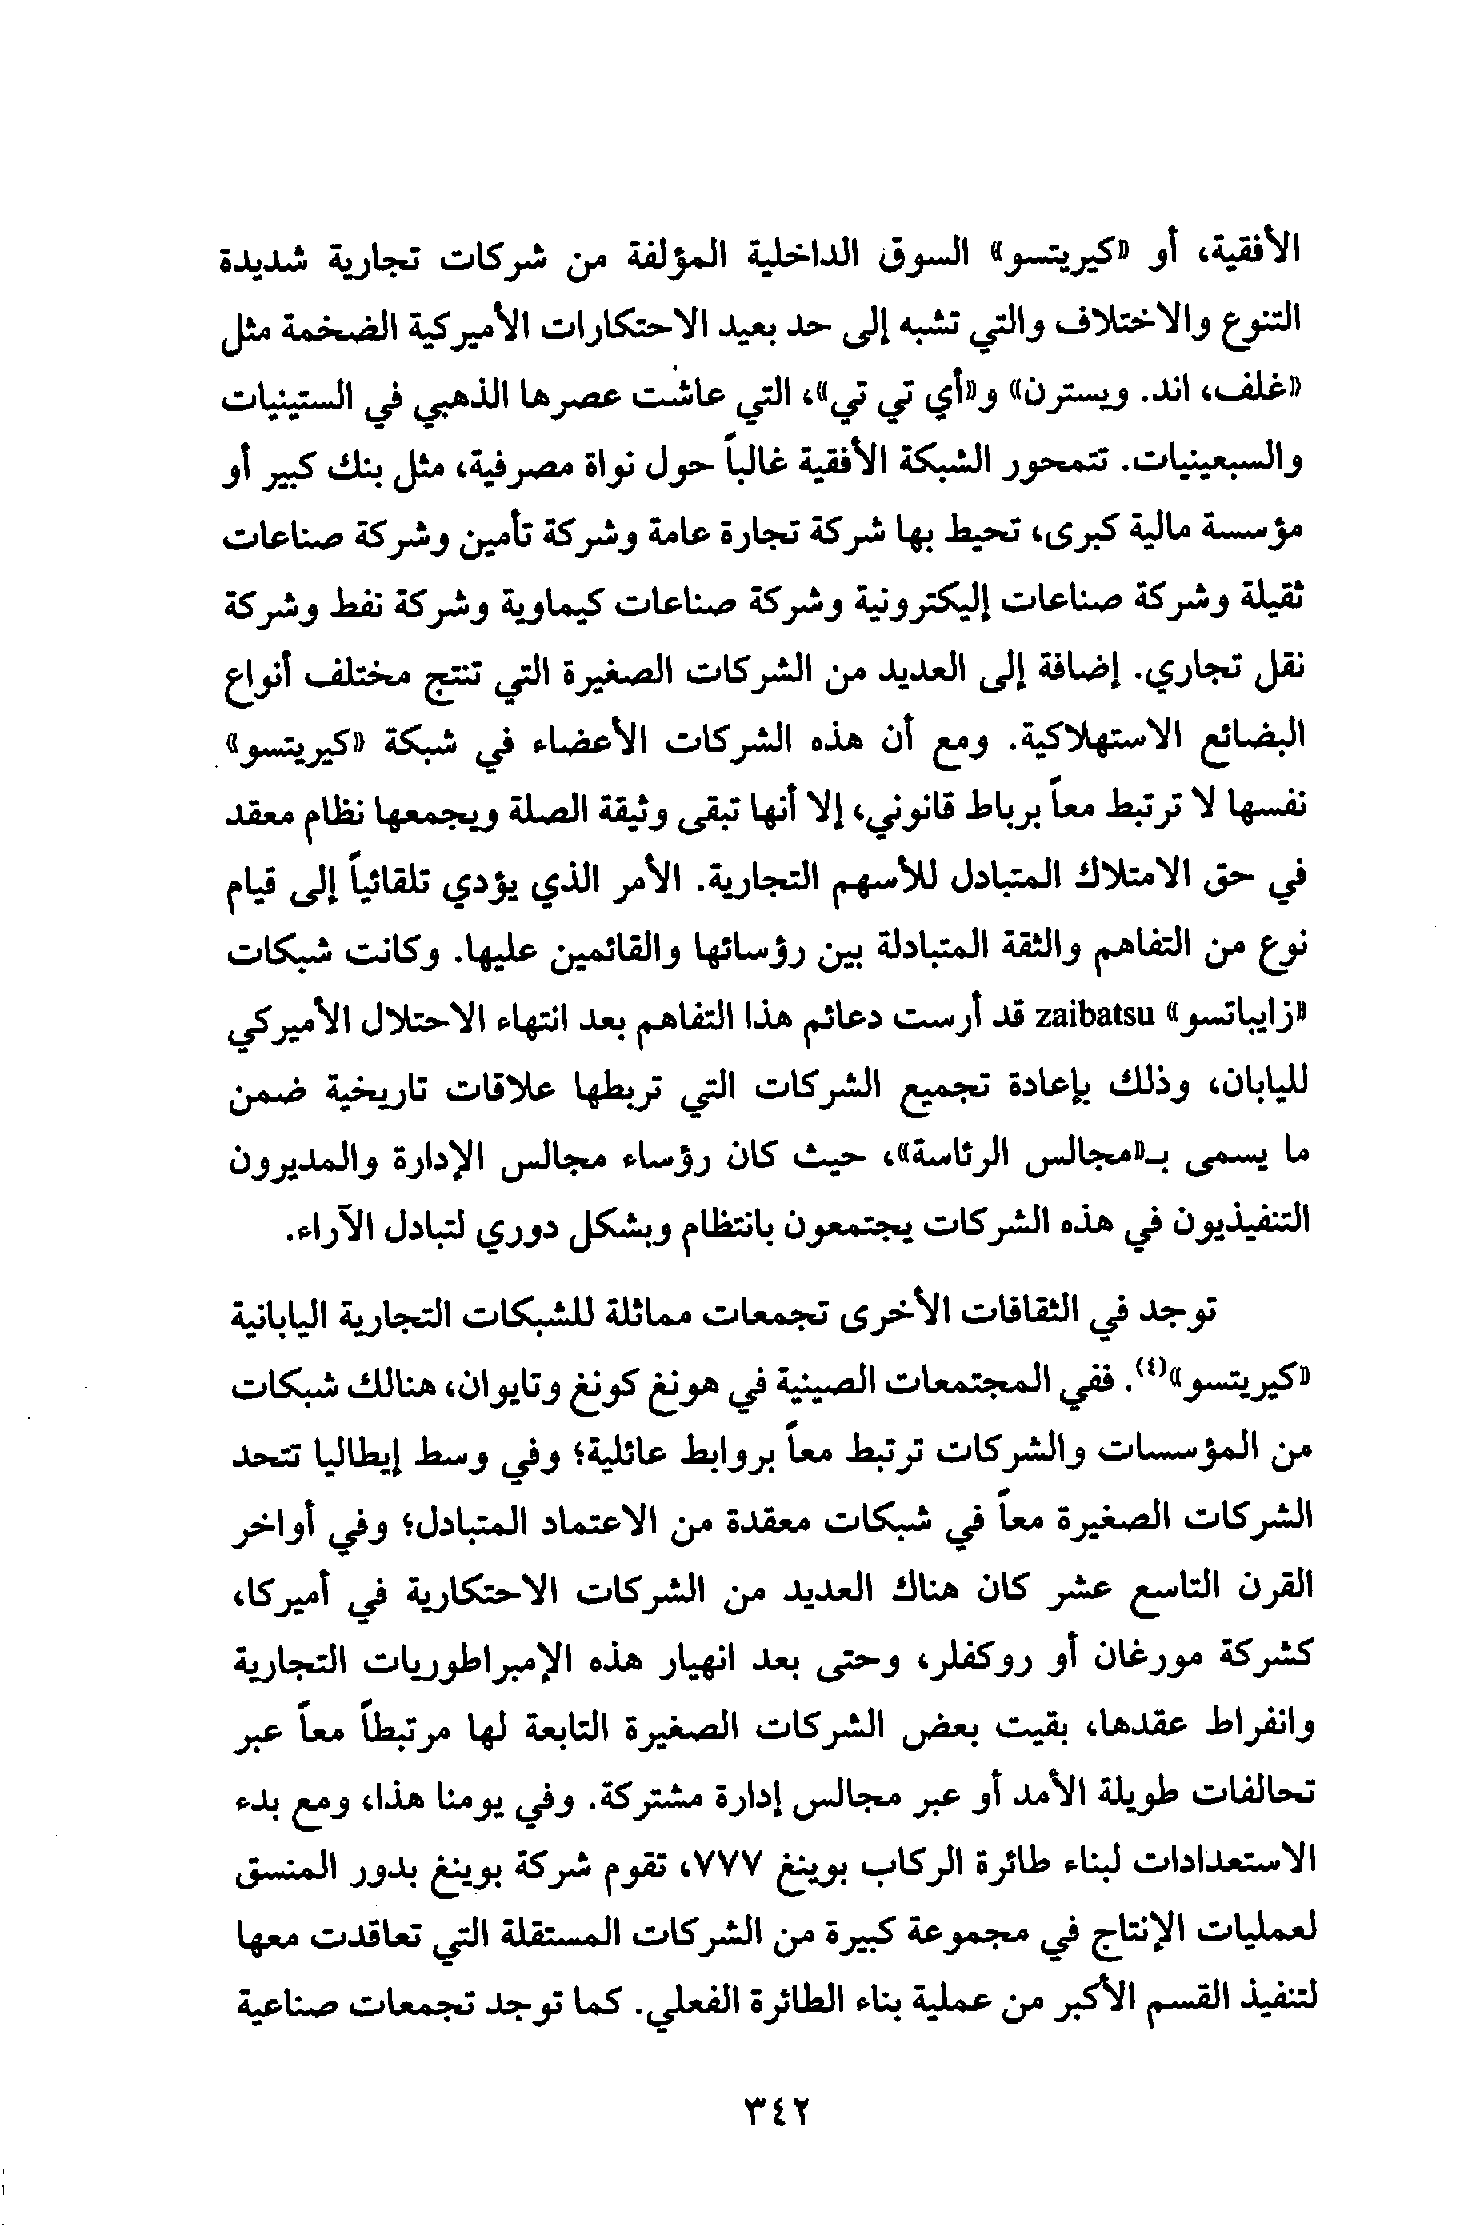 الأفقية، أو «كيريتسو» السوق الداخلية المؤلفة من شركات تجارية شديدة
التنوع والاختلاف والتي تشبه إلى حد بعيد الاحتكارات الأميركية الضخمة مثل
«غلف، اند. ويسترن» و«أي تي تي»، التي عاشت عصرها الذهبي في الستينيات
والسبعينيات. تتمحور الشبكة الأفقية غالباً حول نواة مصرفية، مثل بنك كبير أو
مؤسسة مالية كبرى، تحيط بها شركة تجارة عامة وشركة تأمين وشركة صناعات
ثقيلة وشركة صناعات إليكترونية وشركة صناعات كيماوية وشركة نفط وشركة
نقل تجاري. إضافة إلى العديد من الشركات الصغيرة التي تنتج مختلف أنواع
البضائع الاستهلاكية. ومع أن هذه الشركات الأعضاء في شبكة «كيريتسو»
نفسها لا ترتبط معاً برباط قانوني، إلا أنها تبقى وثيقة الصلة ويجمعها نظام معقد
في حق الامتلاك المتبادل للأسهم التجارية. الأمر الذي يؤدي تلقائياً إلى قيام
نوع من التفاهم والثقة المتبادلة بين رؤسائها والقائمين عليها. وكانت شبكات
«زايباتسو» zaibatsu قد أرست دعائم هذا التفاهم بعد انتهاء الاحتلال الأميركي
لليابان، وذلك بإعادة تجميع الشركات التي تربطها علاقات تاريخية ضمن
ما يسمى بـ«مجالس الرئاسة»، حيث كان رؤساء مجالس الإدارة والمديرون
التنفيذيون في هذه الشركات يجتمعون بانتظام وبشكل دوري لتبادل الآراء.
توجد في الثقافات الأخرى تجمعات مماثلة للشبكات التجارية اليابانية
«كيريتسو»(٤). ففي المجتمعات الصينية في هونغ كونغ وتايوان، هنالك شبكات
من المؤسسات والشركات ترتبط معاً بروابط عائلية؛ وفي وسط إيطاليا تتحد
الشركات الصغيرة معاً في شبكات معقدة من الاعتماد المتبادل؛ وفي أواخر
القرن التاسع عشر كان هناك العديد من الشركات الاحتكارية في أميركا،
كشركة مورغان أو روكفلر، وحتى بعد انهيار هذه الإمبراطوريات التجارية
وانفراط عقدها، بقيت بعض الشركات الصغيرة التابعة لها مرتبطاً معاً عبر
تحالفات طويلة الأمد أو عبر مجالس إدارة مشتركة. وفي يومنا هذا، ومع بدء
الاستعدادات لبناء طائرة الركاب بوينغ ٧٧٧، تقوم شركة بوينغ بدور المنسق
لعمليات الإنتاج في مجموعة كبيرة من الشركات المستقلة التي تعاقدت معها
لتنفيذ القسم الأكبر من عملية بناء الطائرة الفعلي. كما توجد تجمعات صناعية
٣٤٢